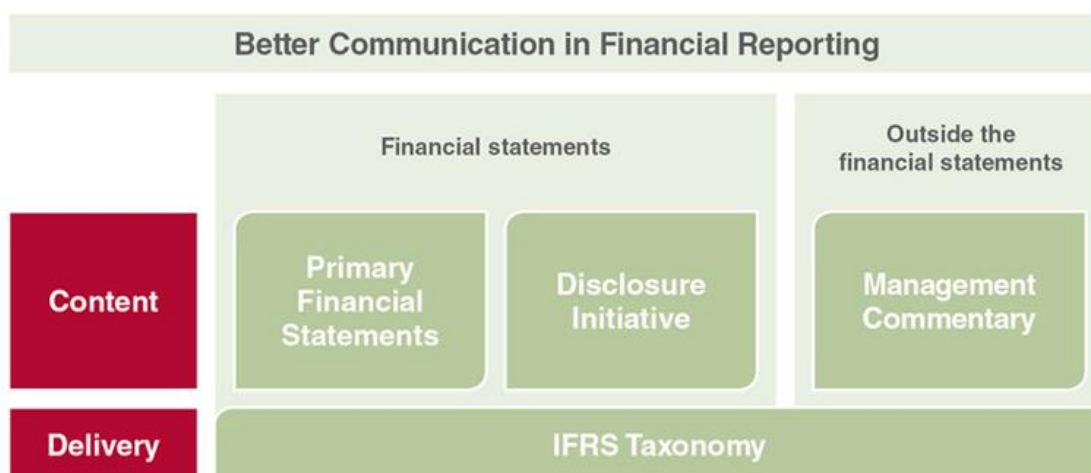 Better Communication in Financial Reporting
Financial statements
Outside the
financial statements
Content
Primary
Financial
Statements
Disclosure
Initiative
Management
Commentary
Delivery
IFRS Taxonomy